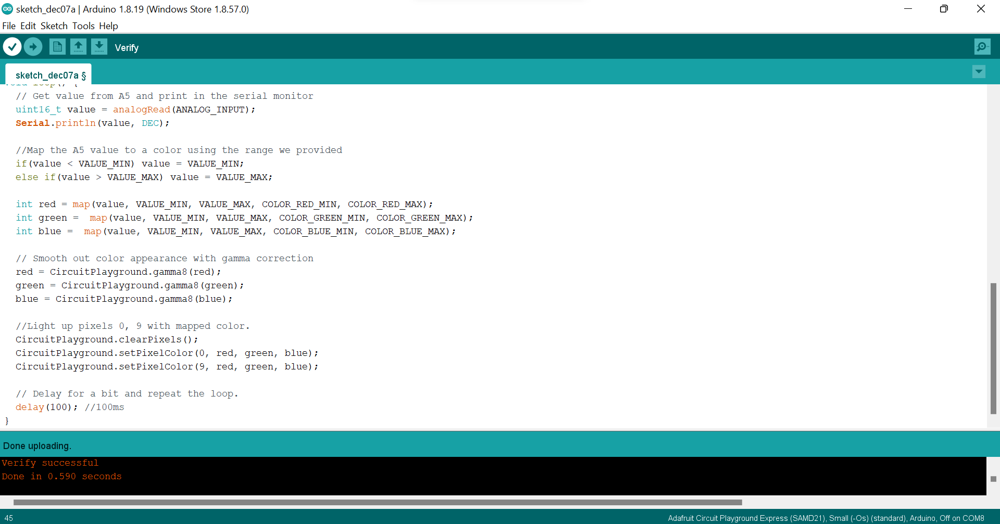 sketch_dec07a | Arduino 1.8.19 (Windows Store 1.8.57.0)
File Edit Sketch Tools Help
Verify
sketch_dec07a §
void loop() {
// Get value from A5 and print in the serial monitor
uint16_t value = analogRead(ANALOG_INPUT);
Serial.println(value, DEC);
//Map the A5 value to a color using the range we provided
if(value < VALUE_MIN) value = VALUE_MIN;
else if(value > VALUE_MAX) value = VALUE_MAX;
int red = map(value, VALUE_MIN, VALUE_MAX, COLOR_RED_MIN, COLOR_RED_MAX);
int green =  map(value, VALUE_MIN, VALUE_MAX, COLOR_GREEN_MIN, COLOR_GREEN_MAX);
int blue =  map(value, VALUE_MIN, VALUE_MAX, COLOR_BLUE_MIN, COLOR_BLUE_MAX);
// Smooth out color appearance with gamma correction
red = CircuitPlayground.gamma8(red);
green = CircuitPlayground.gamma8(green);
blue = CircuitPlayground.gamma8(blue);
//Light up pixels 0, 9 with mapped color.
CircuitPlayground.clearPixels();
CircuitPlayground.setPixelColor(0, red, green, blue);
CircuitPlayground.setPixelColor(9, red, green, blue);
// Delay for a bit and repeat the loop.
delay(100); //100ms
}
Done uploading.
Verify successful
Done in 0.590 seconds
45
Adafruit Circuit Playground Express (SAMD21), Small (-Os) (standard), Arduino, Off on COM8